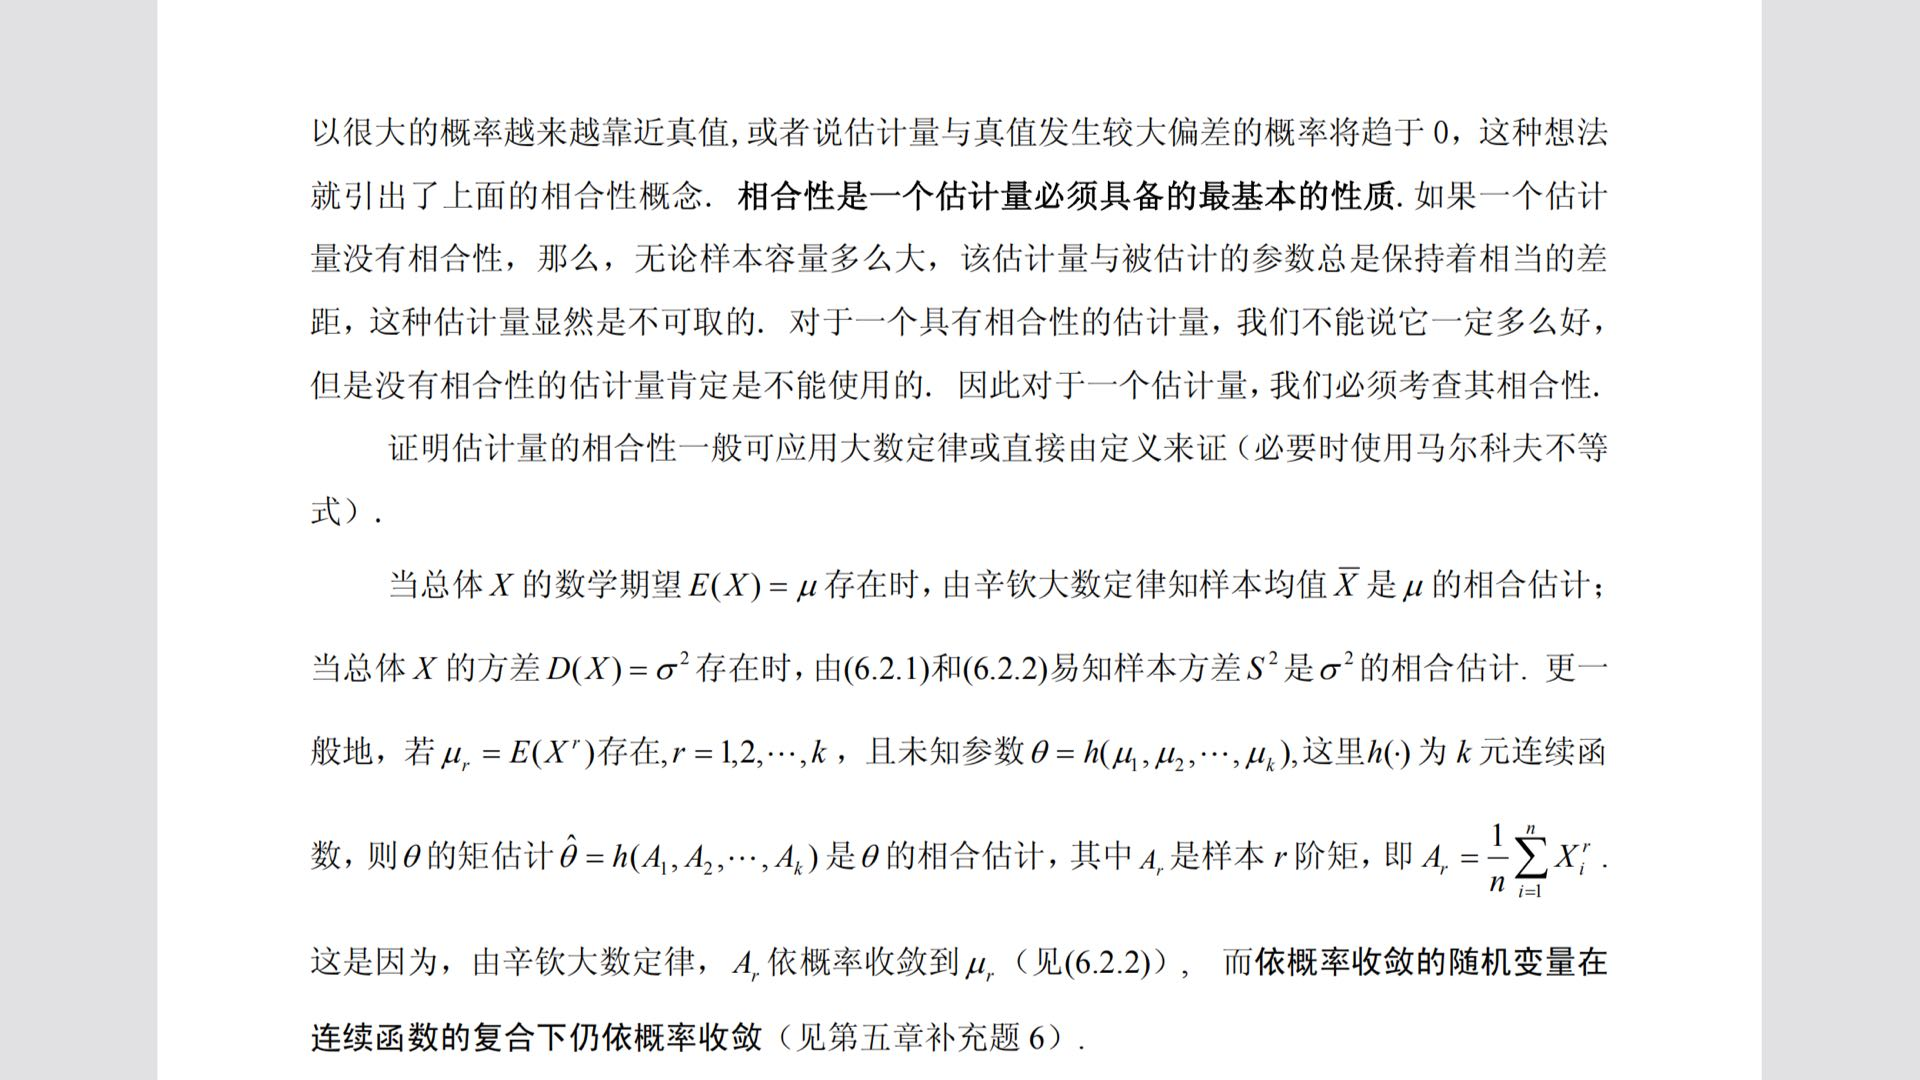 以很大的概率越来越靠近真值,或者说估计量与真值发生较大偏差的概率将趋于 0，这种想法
就引出了上面的相合性概念． 相合性是一个估计量必须具备的最基本的性质. 如果一个估计
量没有相合性，那么，无论样本容量多么大，该估计量与被估计的参数总是保持着相当的差
距，这种估计量显然是不可取的． 对于一个具有相合性的估计量，我们不能说它一定多么好，
但是没有相合性的估计量肯定是不能使用的． 因此对于一个估计量，我们必须考查其相合性．
证明估计量的相合性一般可应用大数定律或直接由定义来证（必要时使用马尔科夫不等
式）．
当总体 X 的数学期望 E(X) = μ 存在时，由辛钦大数定律知样本均值 X̅ 是 μ 的相合估计；
当总体 X 的方差 D(X) = σ² 存在时，由(6.2.1)和(6.2.2)易知样本方差 S² 是 σ² 的相合估计． 更一
般地，若 μᵣ = E(Xʳ)存在, r = 1,2,⋯,k ，且未知参数 θ = h(μ₁, μ₂,⋯, μₖ),这里h(·) 为 k 元连续函
数，则 θ 的矩估计 θ̂ = h(A₁, A₂,⋯, Aₖ) 是 θ 的相合估计，其中 Aᵣ 是样本 r 阶矩，即 Aᵣ = 1/n ∑ⁿᵢ₌₁ Xᵢʳ ．
这是因为，由辛钦大数定律， Aᵣ 依概率收敛到 μᵣ （见(6.2.2)）， 而依概率收敛的随机变量在
连续函数的复合下仍依概率收敛（见第五章补充题 6）．